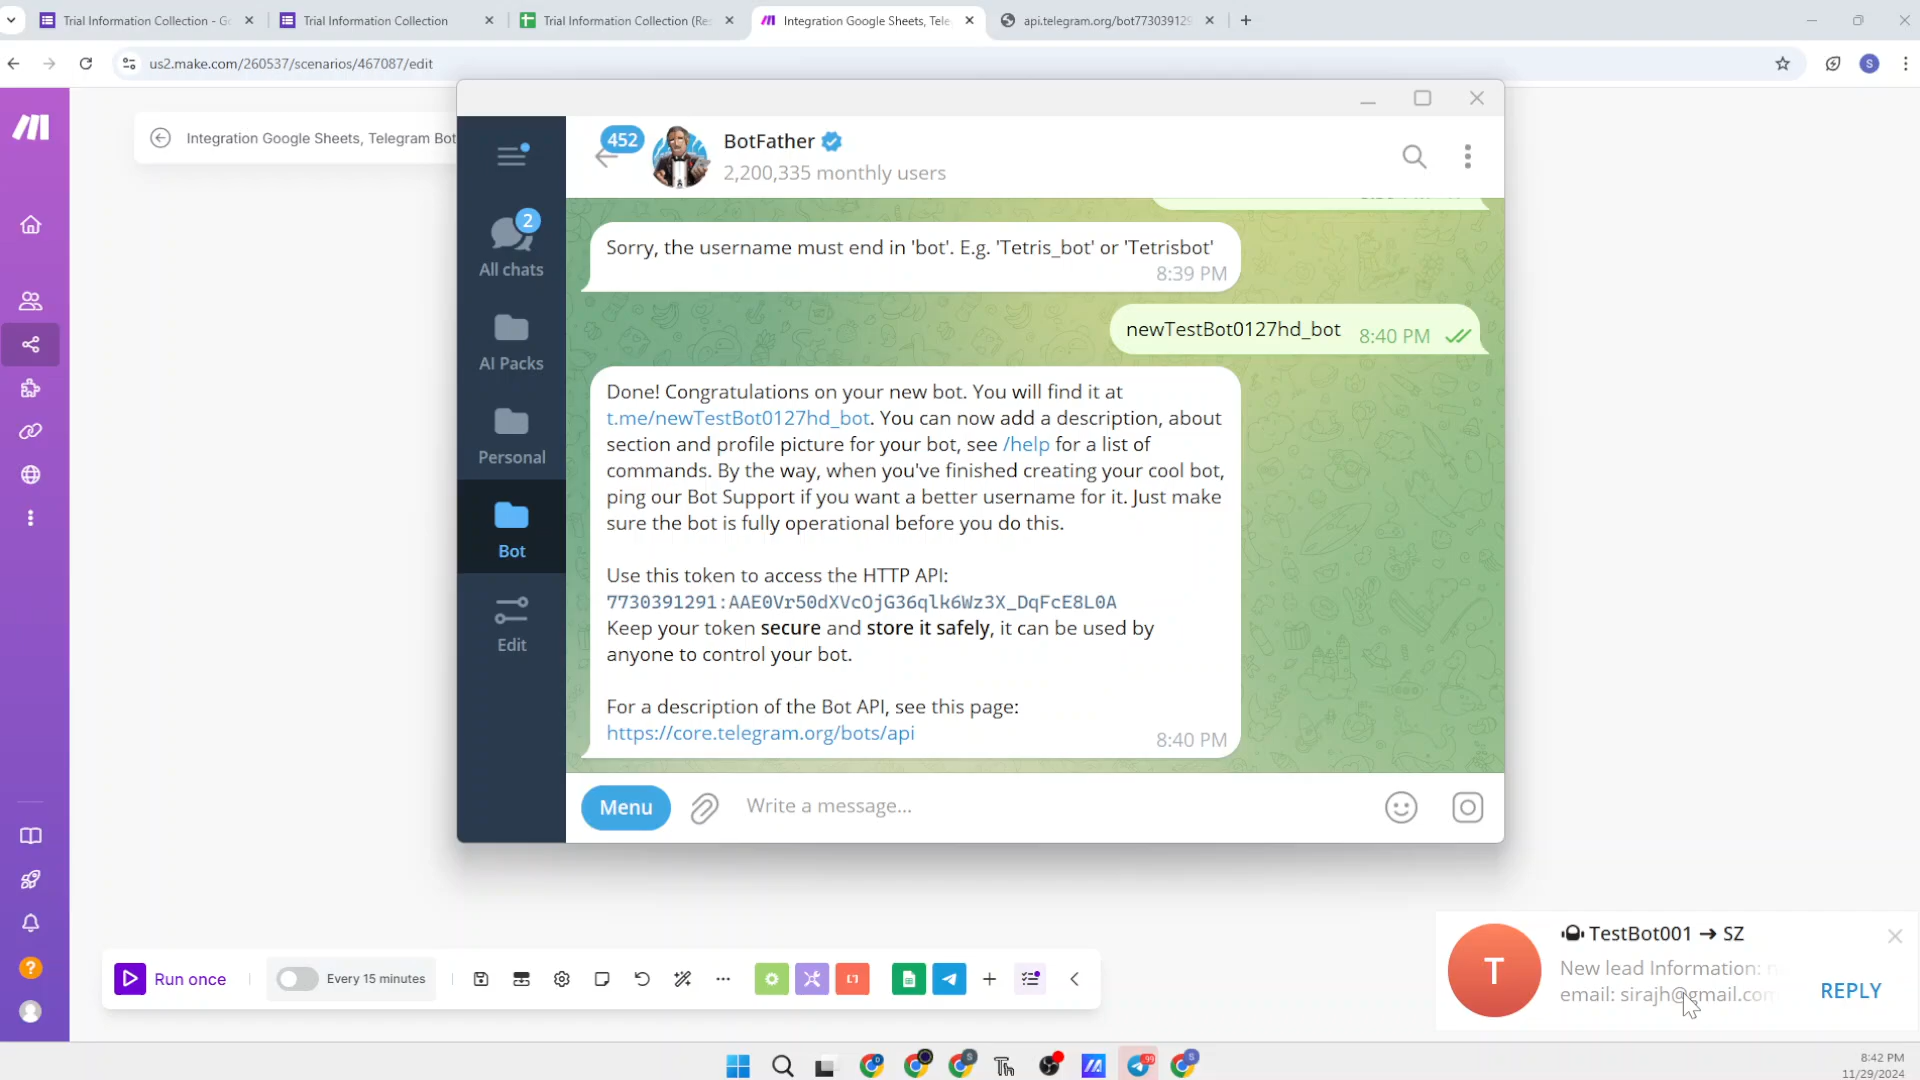 Trial Information Collection - Go
Trial Information Collection
Trial Information Collection (Res
Integration Google Sheets, Tele
api.telegram.org/bot773039129
us2.make.com/260537/scenarios/467087/edit
S
Integration Google Sheets, Telegram Bot
452
BotFather
2,200,335 monthly users
2
All chats
AI Packs
Personal
Bot
Edit
Sorry, the username must end in 'bot'. E.g. 'Tetris_bot' or 'Tetrisbot'
8:39 PM
newTestBot0127hd_bot 8:40 PM
Done! Congratulations on your new bot. You will find it at
t.me/newTestBot0127hd_bot. You can now add a description, about
section and profile picture for your bot, see /help for a list of
commands. By the way, when you've finished creating your cool bot,
ping our Bot Support if you want a better username for it. Just make
sure the bot is fully operational before you do this.
Use this token to access the HTTP API:
7730391291:AAE0Vr50dXVcOjG36qlk6Wz3X_DqFcE8L0A
Keep your token secure and store it safely, it can be used by
anyone to control your bot.
For a description of the Bot API, see this page:
https://core.telegram.org/bots/api
8:40 PM
Menu
Write a message...
Run once
Every 15 minutes
T
TestBot001 → SZ
New lead Information:
email: sirajh@gmail.com
REPLY
99
8:42 PM
11/29/2024